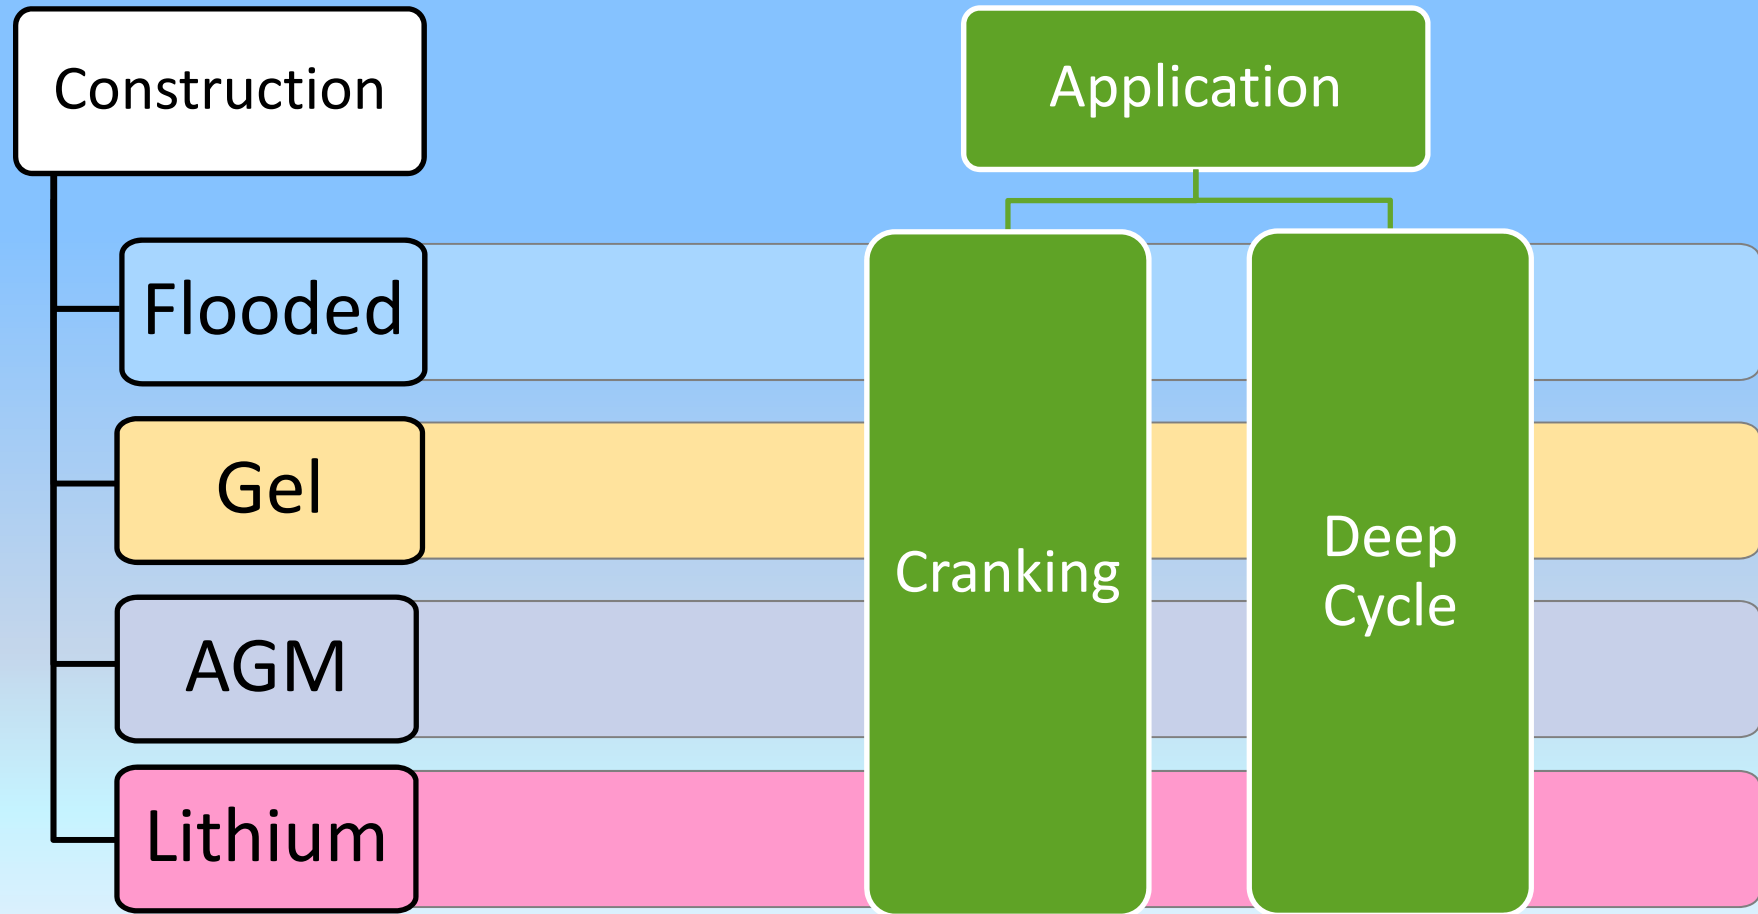 Construction
Application
Flooded
Gel
AGM
Lithium
Cranking
Deep
Cycle